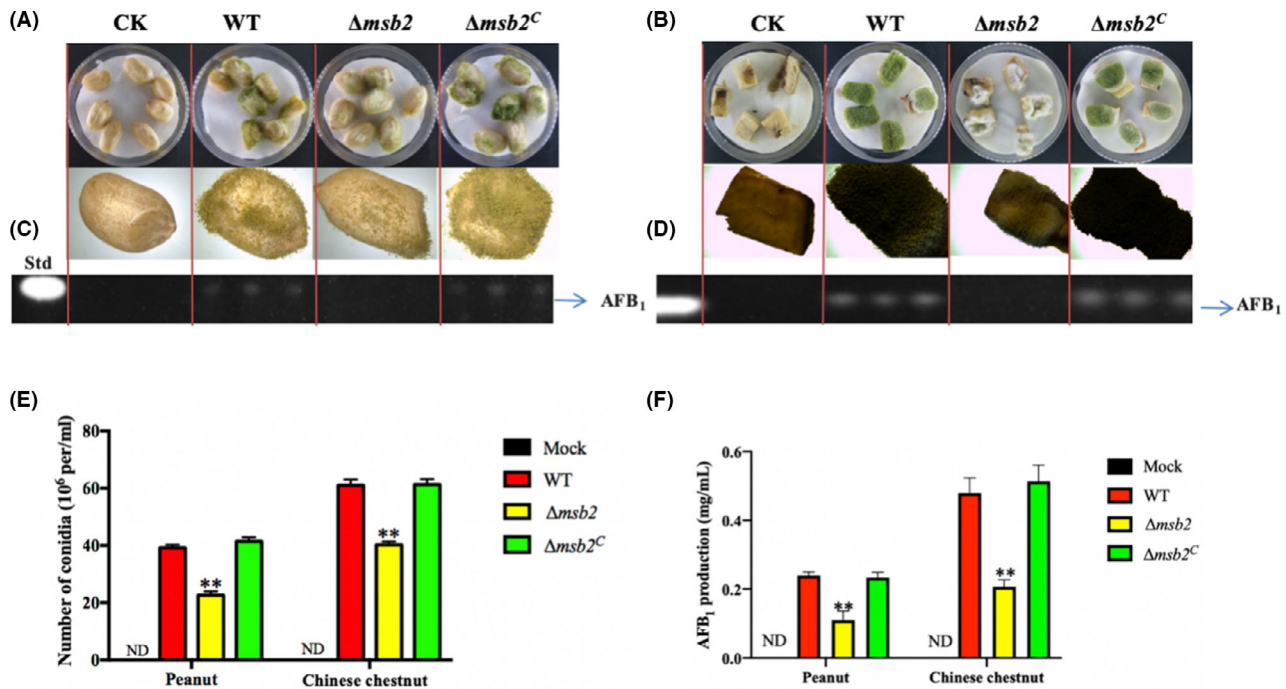 (A) CK WT Δmsb2 Δmsb2ᶜ
(B) CK WT Δmsb2 Δmsb2ᶜ
(C)
Std
AFB₁
(D)
AFB₁
(E)
Number of conidia (10⁶ per/ml)
80
60
40
20
0
ND ** ND **
Peanut Chinese chestnut
Mock
WT
Δmsb2
Δmsb2ᶜ
(F)
AFB₁ production (mg/mL)
0.6
0.4
0.2
0.0
ND ** ND **
Peanut Chinese chestnut
Mock
WT
Δmsb2
Δmsb2ᶜ